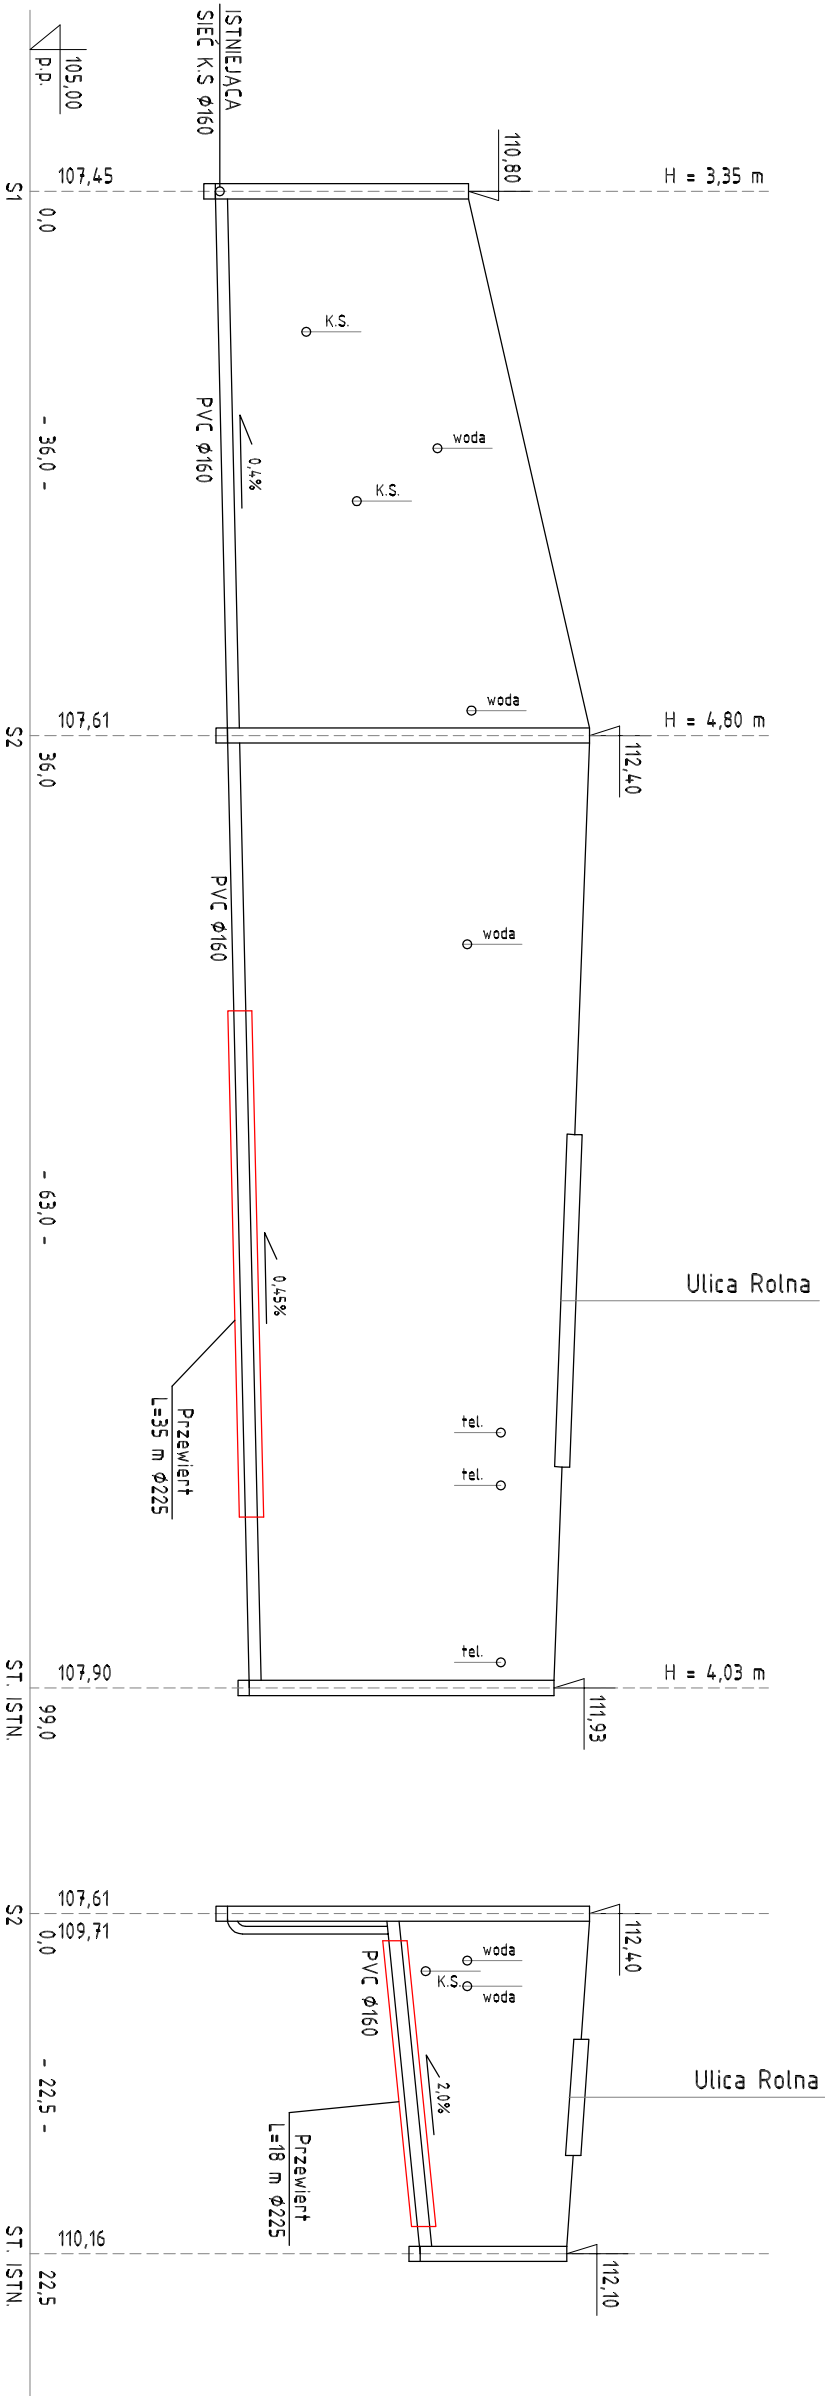 105,00
p.p.
ISTNIEJĄCA
SIEĆ K.S Ø160
110,80
H = 3,35 m
107,45
S1
0,0
K.S.
woda
K.S.
PVC Ø160
0,4%
- 36,0 -
woda
H = 4,80 m
107,61
S2
36,0
112,40
PVC Ø160
woda
- 63,0 -
0,45%
Ulica Rolna
Przewiert
L=35 m Ø225
tel.
tel.
tel.
H = 4,03 m
107,90
ST. ISTN.
99,0
111,93
107,61
109,71
S2
0,0
112,40
woda
K.S.
woda
PVC Ø160
2,0%
- 22,5 -
Ulica Rolna
Przewiert
L=18 m Ø225
110,16
ST. ISTN.
22,5
112,10